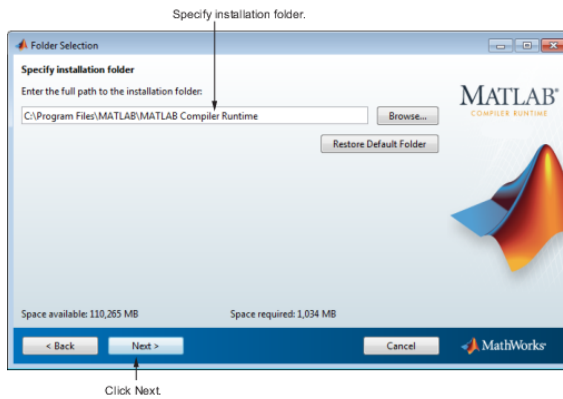 Specify installation folder.
Folder Selection
Specify installation folder
Enter the full path to the installation folder:
C:\Program Files\MATLAB\MATLAB Compiler Runtime
Browse...
Restore Default Folder
MATLAB®
COMPILER RUNTIME
Space available: 110,265 MB
Space required: 1,034 MB
< Back
Next >
Cancel
MathWorks®
Click Next.